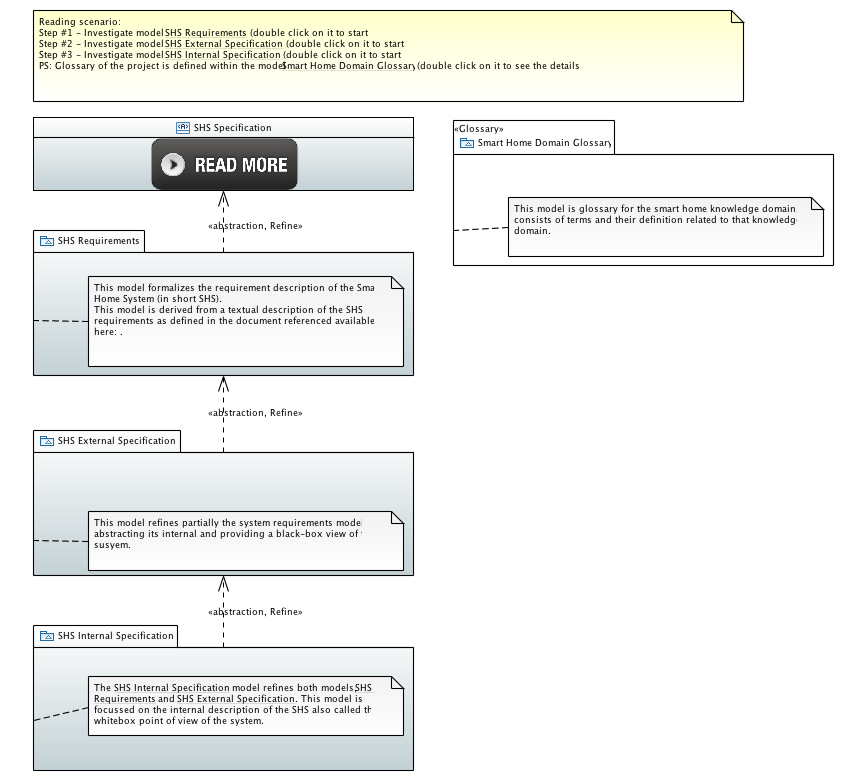 Reading scenario:
Step #1 - Investigate model SHS Requirements (double click on it to start
Step #2 - Investigate model SHS External Specification (double click on it to start
Step #3 - Investigate model SHS Internal Specification (double click on it to start
PS: Glossary of the project is defined within the model Smart Home Domain Glossary (double click on it to see the details
SHS Specification
READ MORE
«Glossary»
Smart Home Domain Glossary
This model is glossary for the smart home knowledge domain
consists of terms and their definition related to that knowledg
domain.
«abstraction, Refine»
SHS Requirements
This model formalizes the requirement description of the Sma
Home System (in short SHS).
This model is derived from a textual description of the SHS
requirements as defined in the document referenced available
here: .
«abstraction, Refine»
SHS External Specification
This model refines partially the system requirements mode
abstracting its internal and providing a black-box view of
susyem.
«abstraction, Refine»
SHS Internal Specification
The SHS Internal Specification model refines both models SHS
Requirements and SHS External Specification. This model is
focussed on the internal description of the SHS also called th
whitebox point of view of the system.